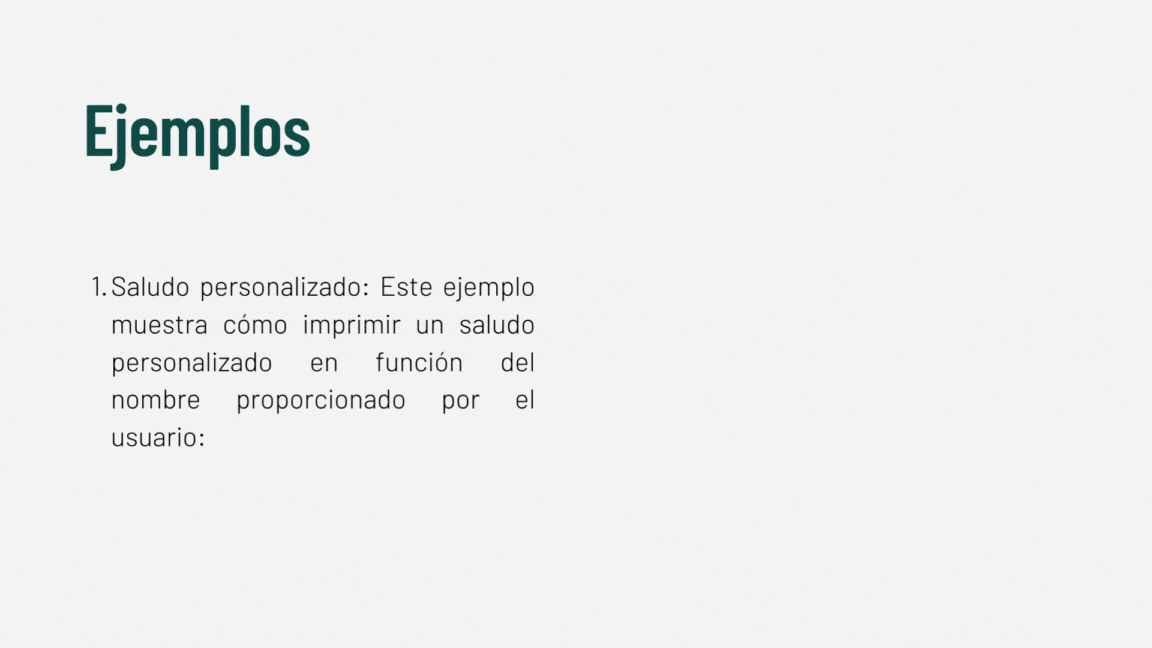 Ejemplos
1. Saludo personalizado: Este ejemplo
muestra cómo imprimir un saludo
personalizado en función del
nombre proporcionado por el
usuario: